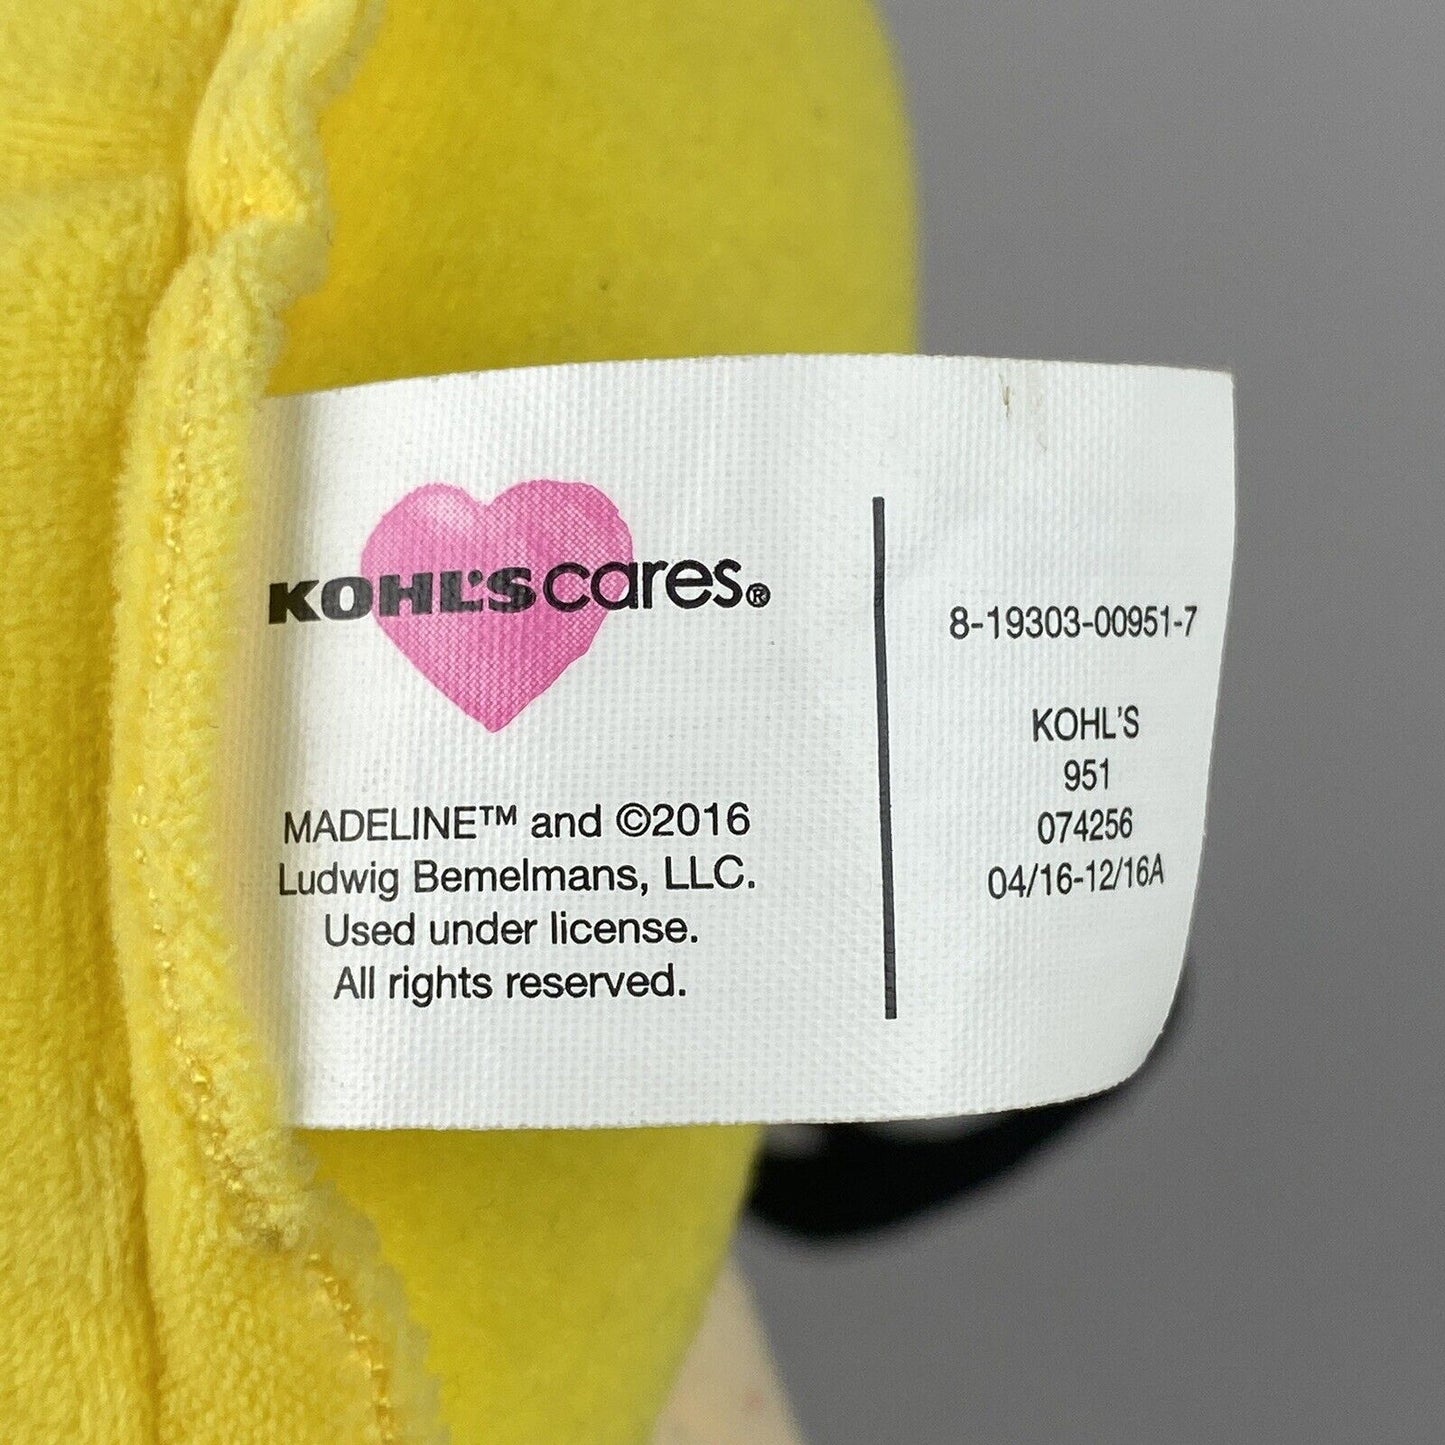 KOHL'S cares®
MADELINE™ and ©2016
Ludwig Bemelmans, LLC.
Used under license.
All rights reserved.
8-19303-00951-7
KOHL'S
951
074256
04/16-12/16A